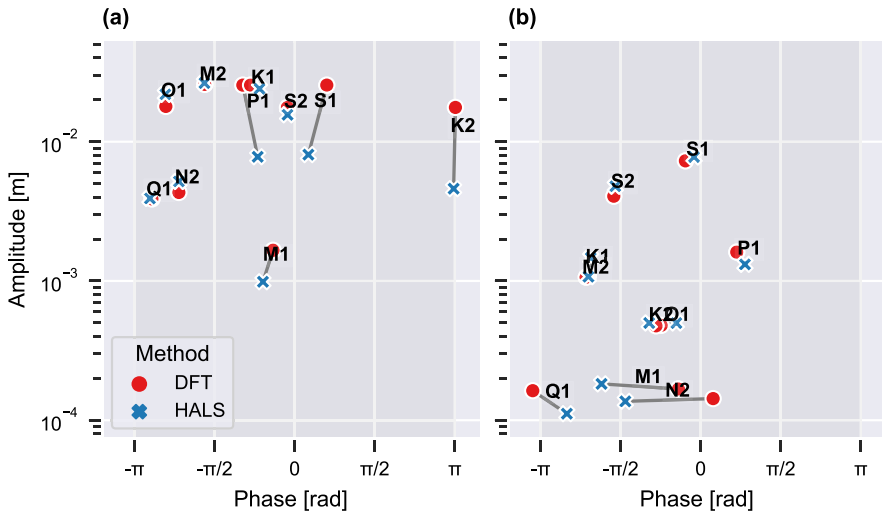 (a)
(b)
O1
M2
K1
P1
S2
S1
K2
Q1
N2
M1
S1
S2
P1
K1
M2
K2
O1
M1
N2
Q1
10⁻²
10⁻³
10⁻⁴
Amplitude [m]
Method
DFT
HALS
-π
-π/2
0
π/2
π
Phase [rad]
-π
-π/2
0
π/2
π
Phase [rad]